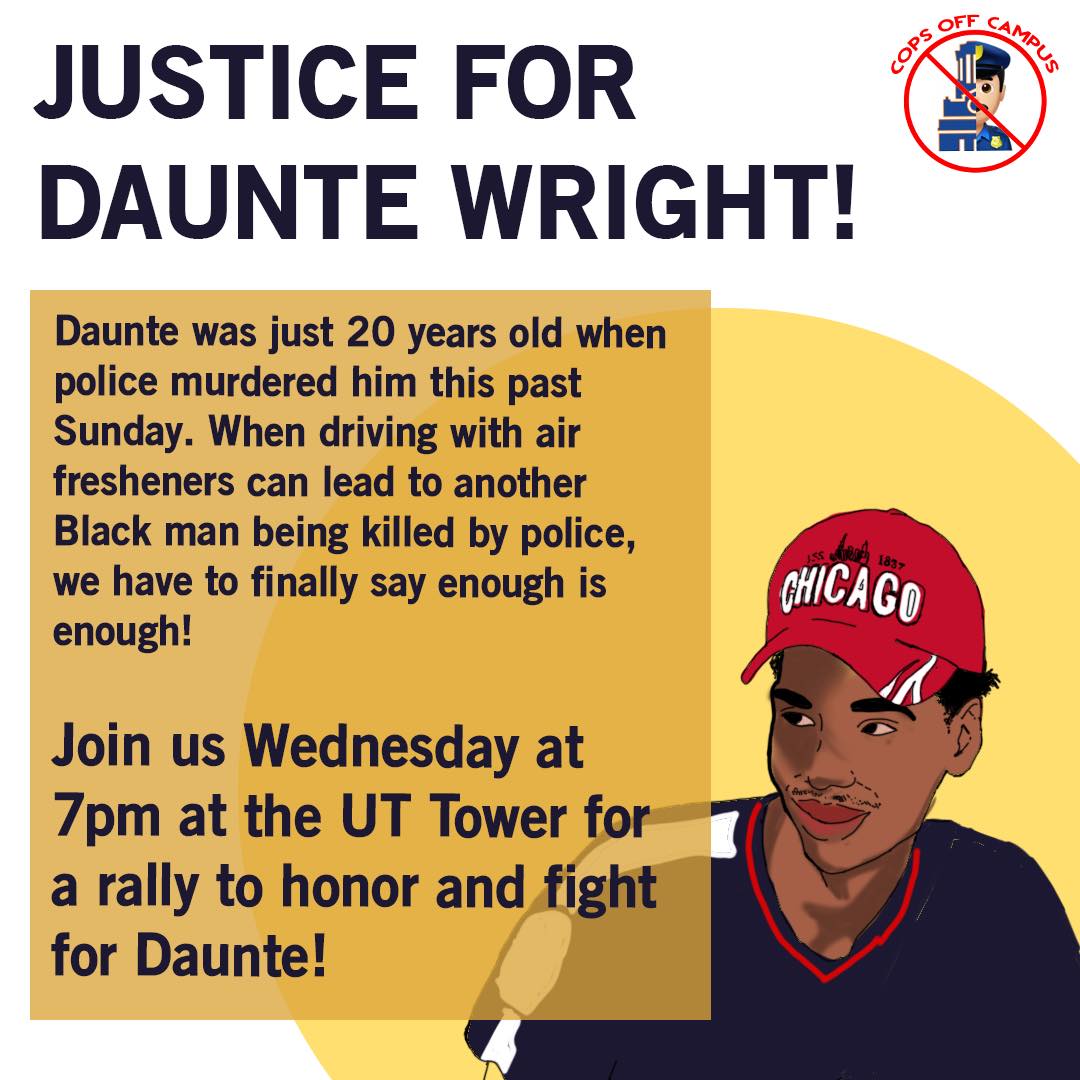 COPS OFF CAMPUS
JUSTICE FOR
DAUNTE WRIGHT!
Daunte was just 20 years old when
police murdered him this past
Sunday. When driving with air
fresheners can lead to another
Black man being killed by police,
we have to finally say enough is
enough!
Join us Wednesday at
7pm at the UT Tower for
a rally to honor and fight
for Daunte!
1837
CHICAGO